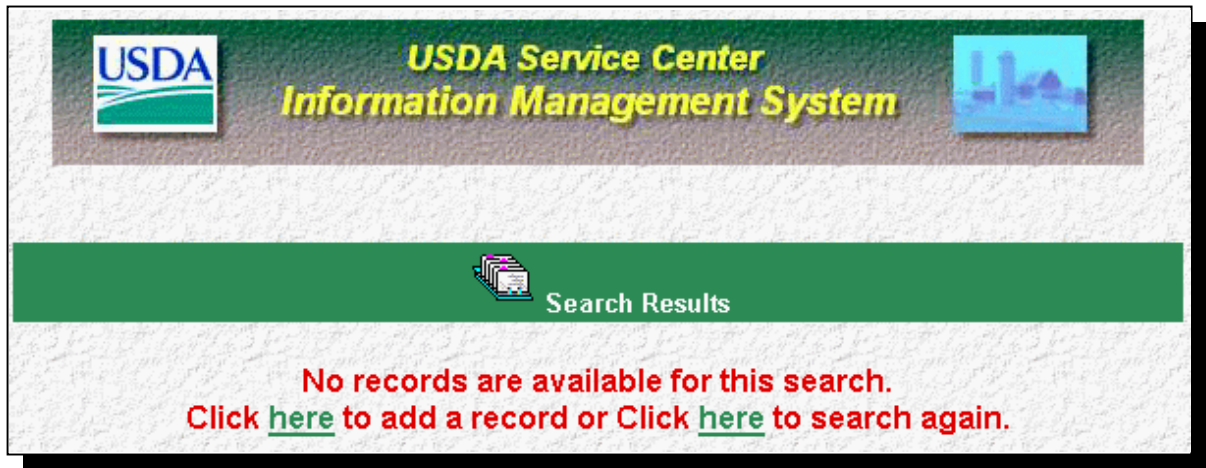 USDA
USDA Service Center
Information Management System
Search Results
No records are available for this search.
Click here to add a record or Click here to search again.